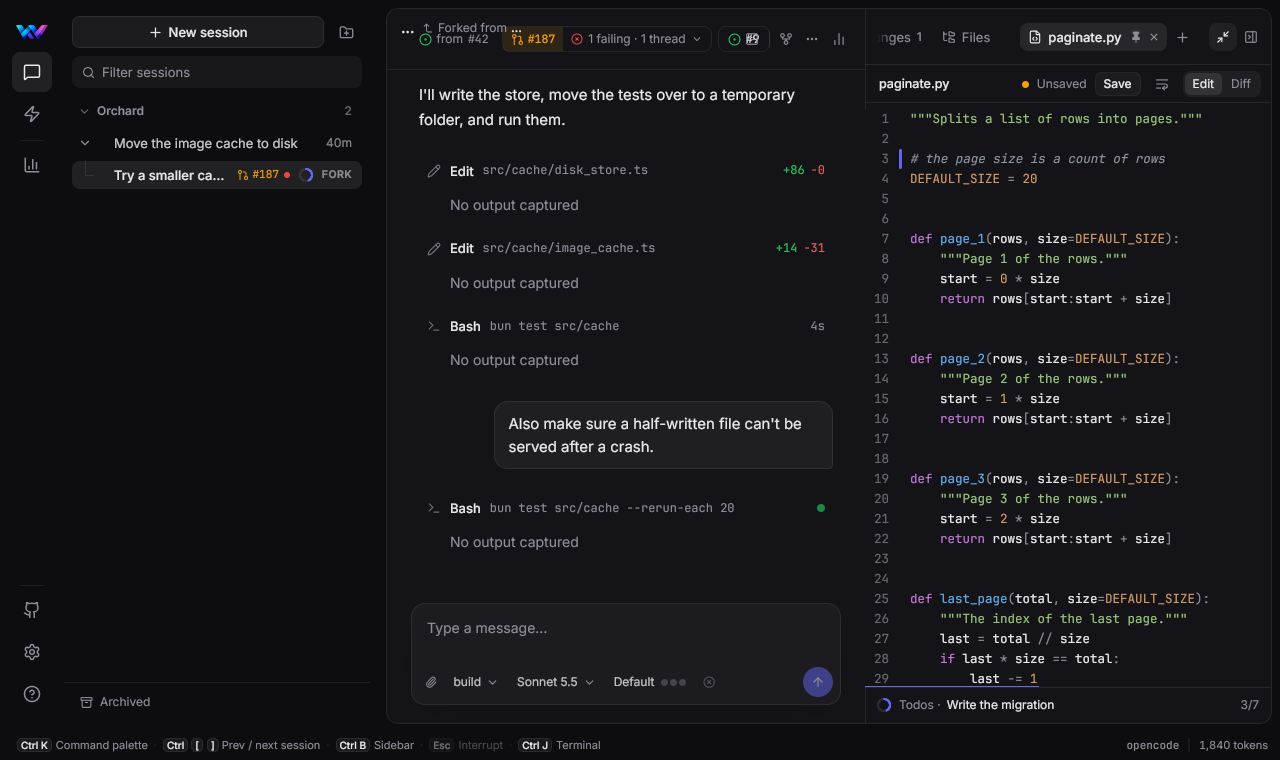 New session
Filter sessions
Orchard 2
Move the image cache to disk 40m
Try a smaller ca... #187 FORK
Archived
Forked from ...
from #42 #187 1 failing · 1 thread
I'll write the store, move the tests over to a temporary
folder, and run them.
Edit src/cache/disk_store.ts +86 -0
No output captured
Edit src/cache/image_cache.ts +14 -31
No output captured
Bash bun test src/cache 4s
No output captured
Also make sure a half-written file can't be
served after a crash.
Bash bun test src/cache --rerun-each 20
No output captured
Type a message...
build Sonnet 5.5 Default
nges 1 Files paginate.py
paginate.py Unsaved Save Edit Diff
1 """Splits a list of rows into pages."""
2
3 # the page size is a count of rows
4 DEFAULT_SIZE = 20
5
6
7 def page_1(rows, size=DEFAULT_SIZE):
8 """Page 1 of the rows."""
9 start = 0 * size
10 return rows[start:start + size]
11
12
13 def page_2(rows, size=DEFAULT_SIZE):
14 """Page 2 of the rows."""
15 start = 1 * size
16 return rows[start:start + size]
17
18
19 def page_3(rows, size=DEFAULT_SIZE):
20 """Page 3 of the rows."""
21 start = 2 * size
22 return rows[start:start + size]
23
24
25 def last_page(total, size=DEFAULT_SIZE):
26 """The index of the last page."""
27 last = total // size
28 if last * size == total:
29 last -= 1
Todos · Write the migration 3/7
Ctrl K Command palette · Ctrl [ ] Prev / next session · Ctrl B Sidebar · Esc Interrupt · Ctrl J Terminal
opencode 1,840 tokens